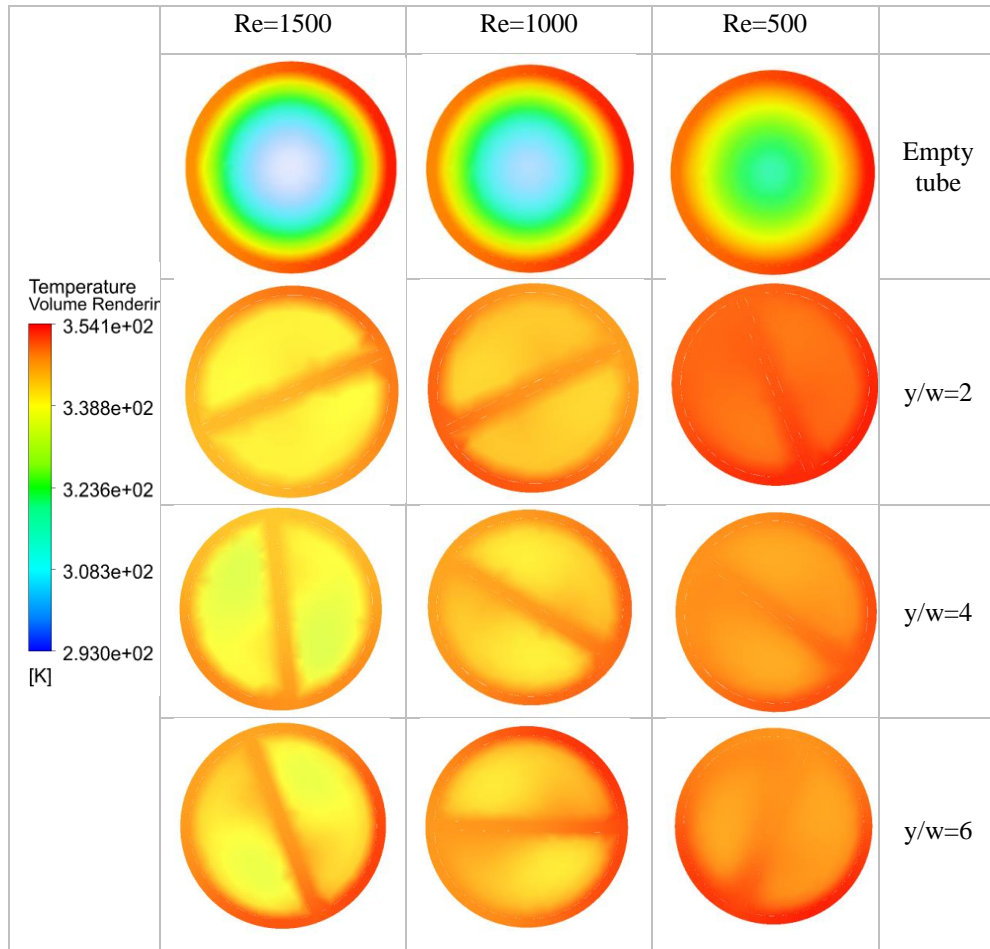 Re=1500 Re=1000 Re=500
Empty
tube
Temperature
Volume Renderin
3.541e+02
3.388e+02
3.236e+02
3.083e+02
2.930e+02
[K]
y/w=2
y/w=4
y/w=6